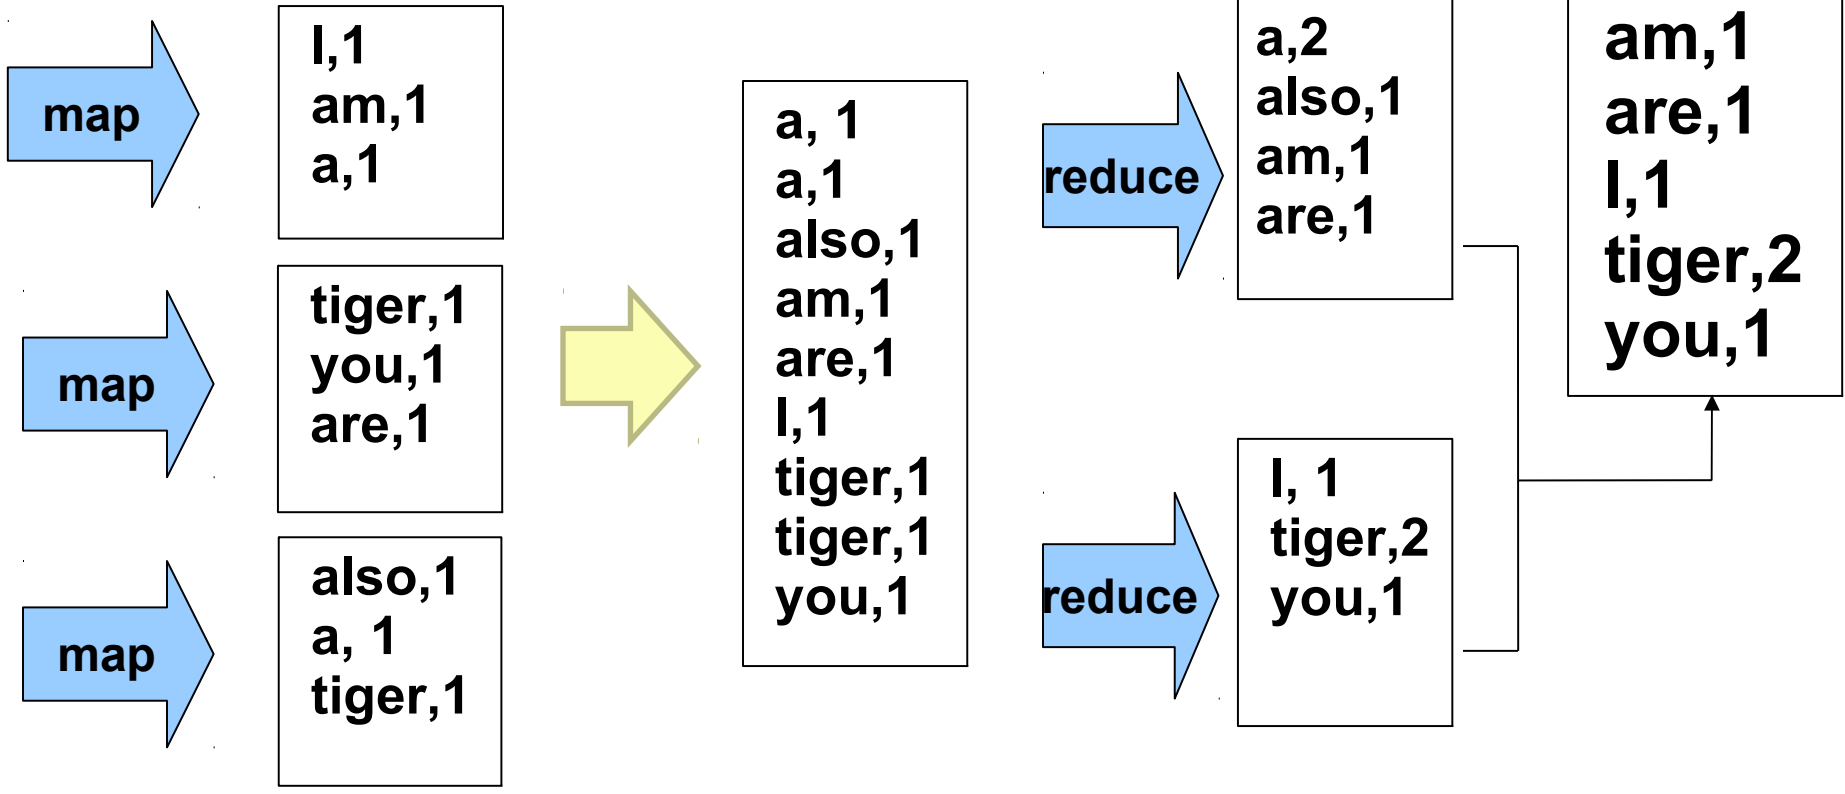 map
I,1
am,1
a,1
map
tiger,1
you,1
are,1
map
also,1
a, 1
tiger,1
a, 1
a,1
also,1
am,1
are,1
I,1
tiger,1
tiger,1
you,1
reduce
a,2
also,1
am,1
are,1
reduce
I, 1
tiger,2
you,1
am,1
are,1
I,1
tiger,2
you,1